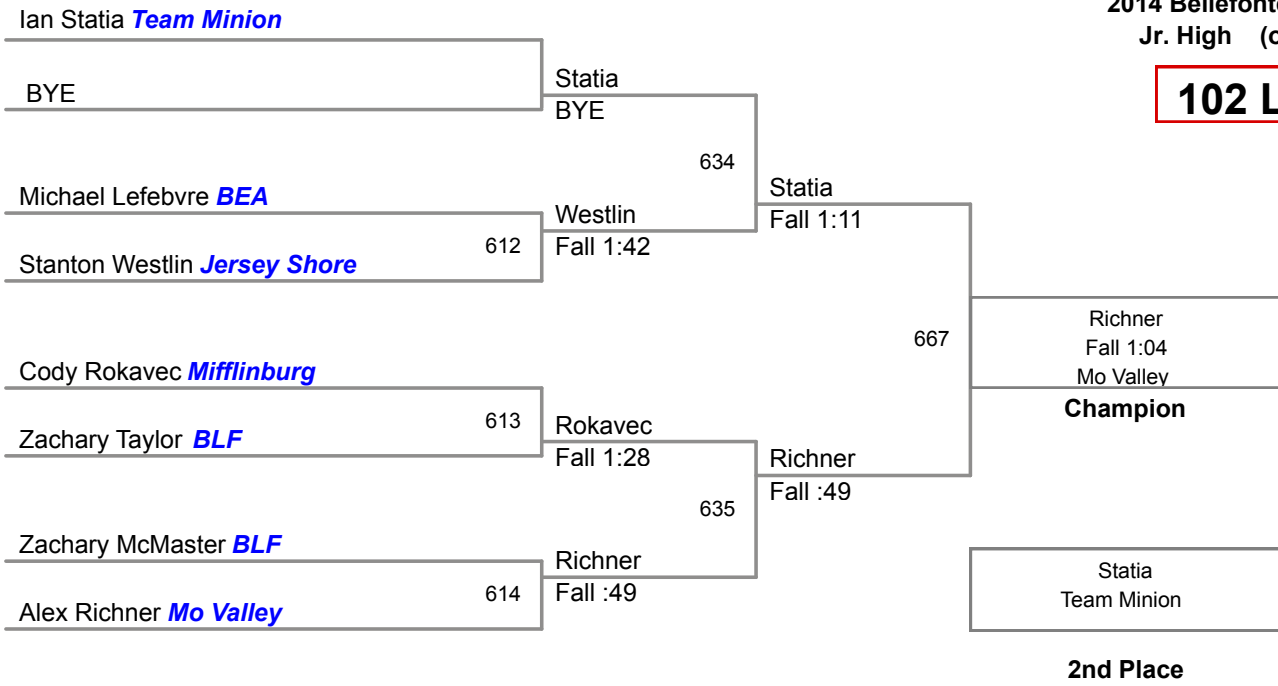 Ian Statia Team Minion
BYE
Michael Lefebvre BEA
Stanton Westlin Jersey Shore
Cody Rokavec Mifflinburg
Zachary Taylor BLF
Zachary McMaster BLF
Alex Richner Mo Valley
612
613
614
Statia
BYE
Westlin
Fall 1:42
Rokavec
Fall 1:28
Richner
Fall :49
634
635
Statia
Fall 1:11
Richner
Fall :49
667
2014 Bellefonte
Jr. High (
102 L
Richner
Fall 1:04
Mo Valley
Champion
Statia
Team Minion
2nd Place